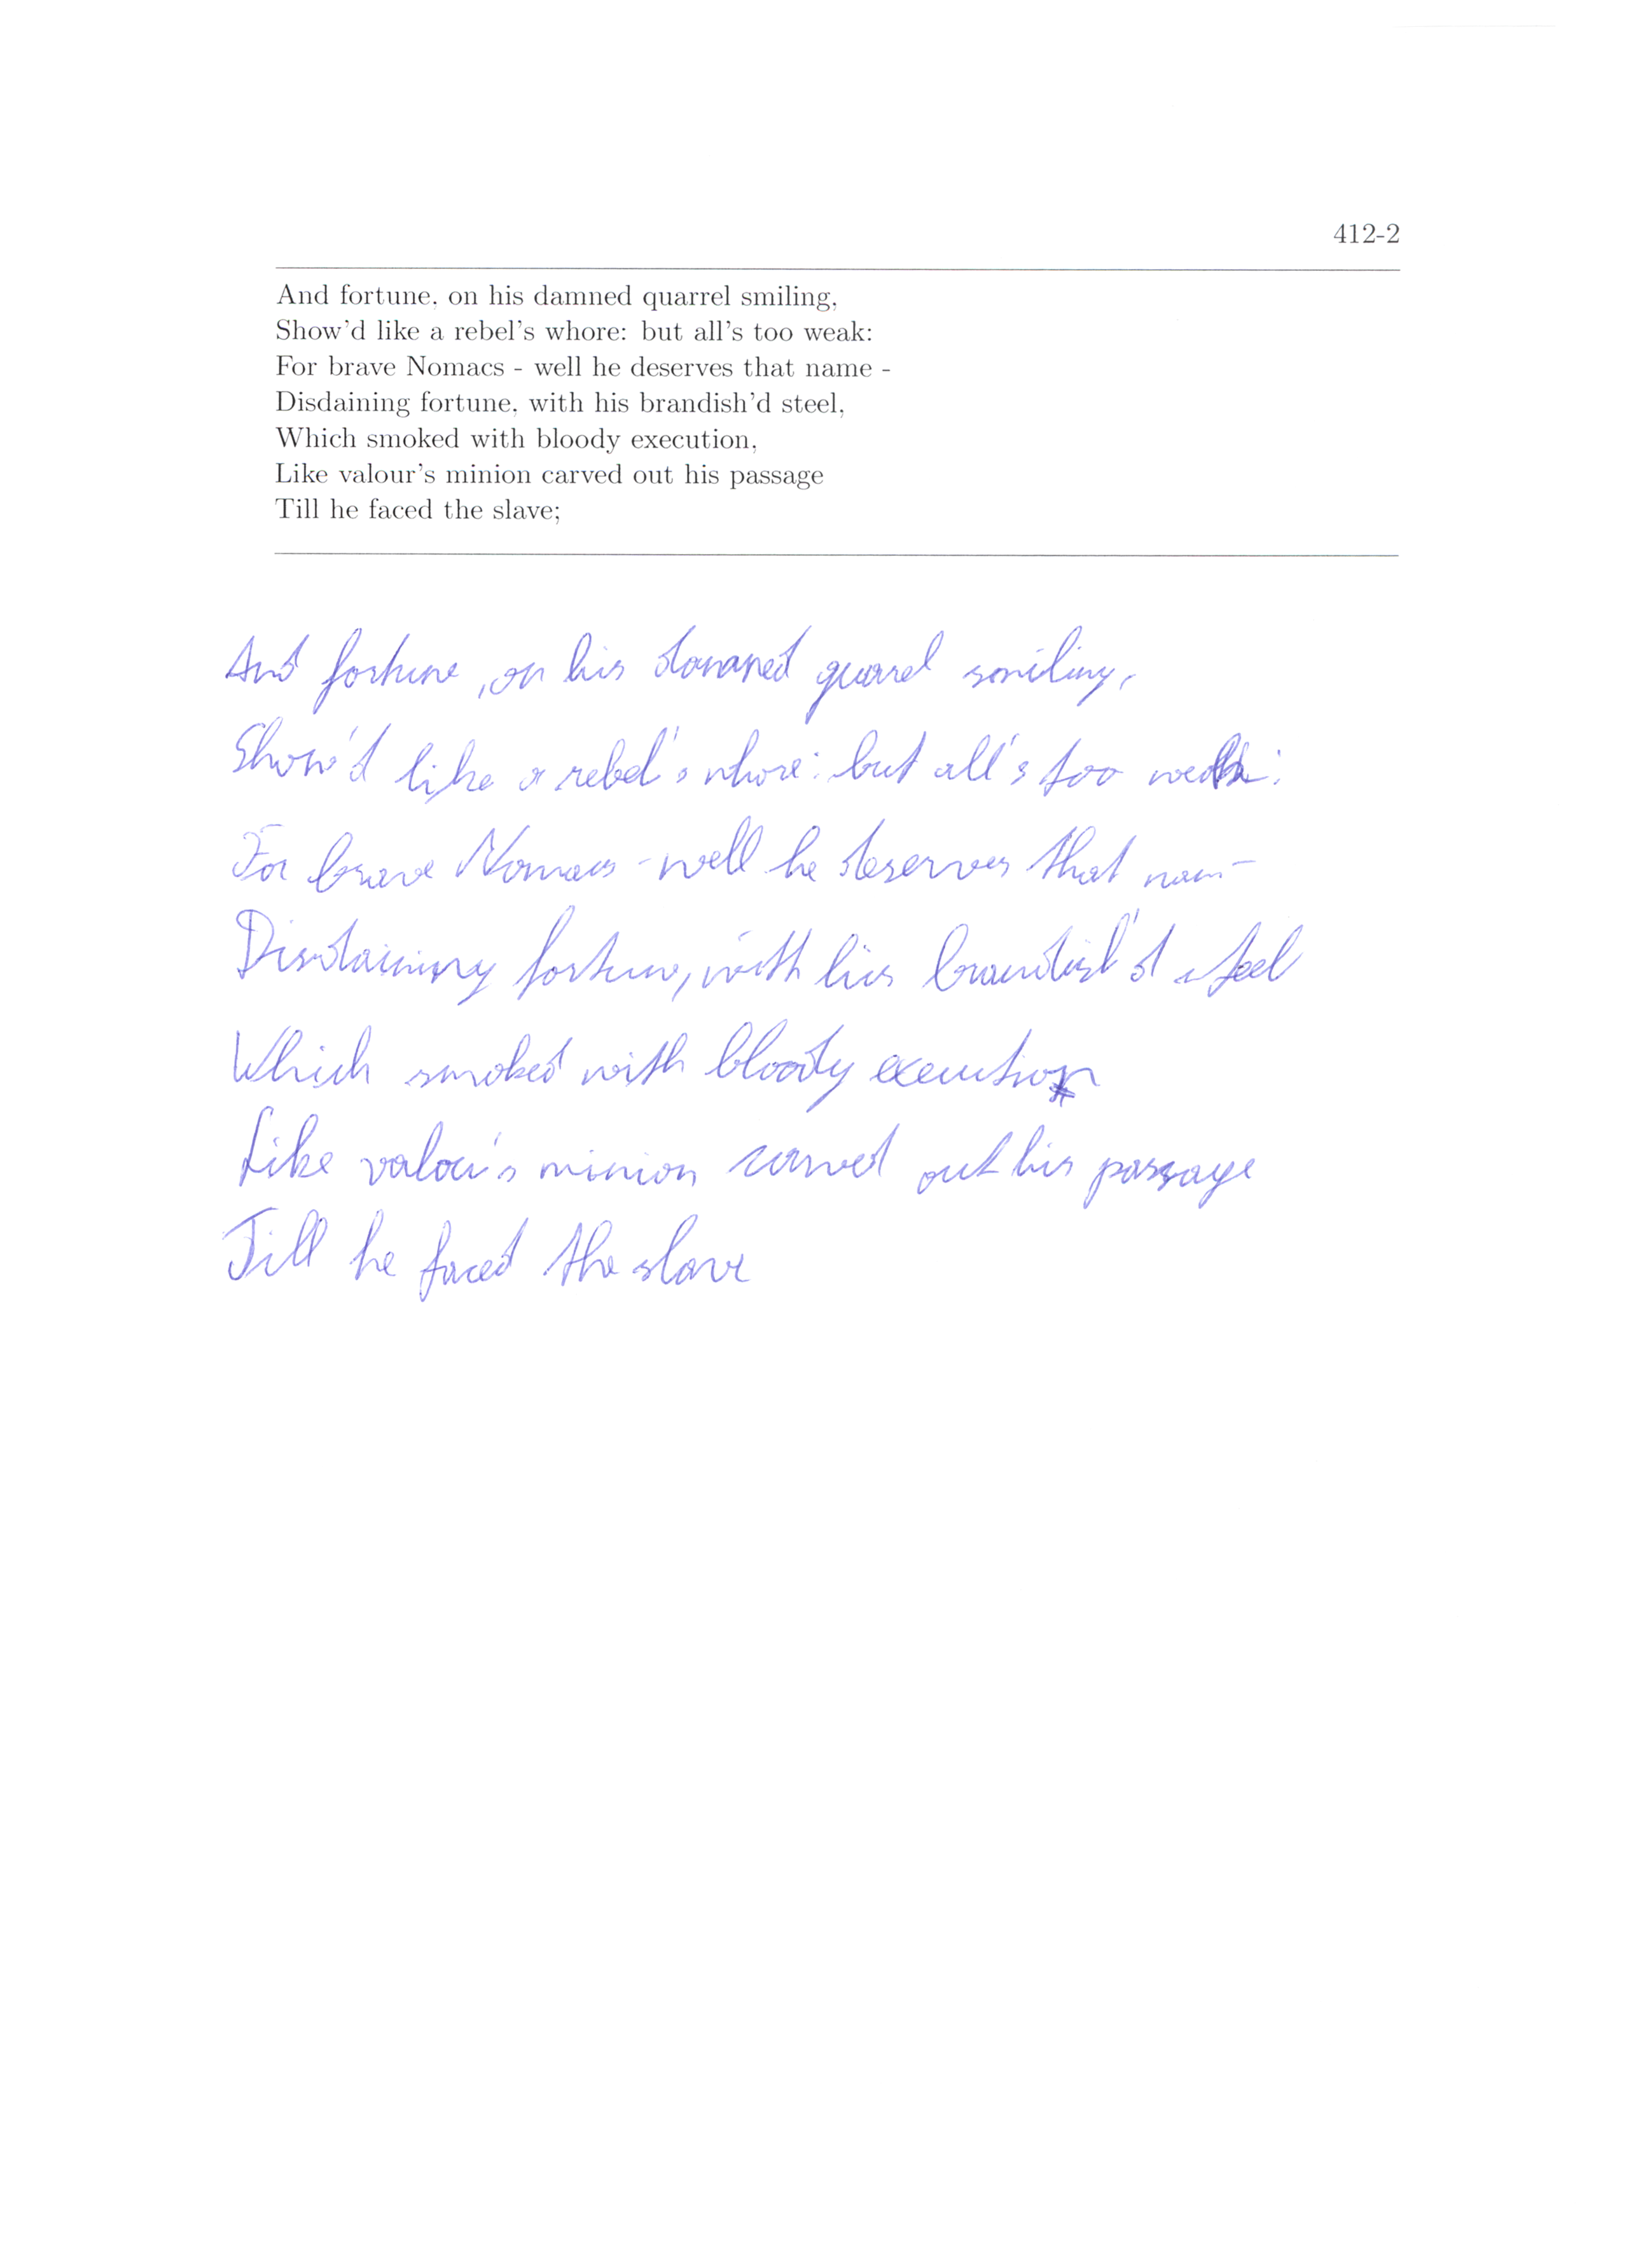 412-2
And fortune, on his damned quarrel smiling,
Show'd like a rebel's whore: but all's too weak:
For brave Nomacs - well he deserves that name -
Disdaining fortune, with his brandish'd steel,
Which smoked with bloody execution,
Like valour's minion carved out his passage
Till he faced the slave;
And fortune, on his damned quarrel smiling,
Show'd like a rebel's whore: but all's too weak:
For brave Nomacs - well he deserves that nam -
Disdaining fortune, with his brandish'd steel
Which smoked with bloody execution
Like valou's minion carved out his passage
Till he faced the slave